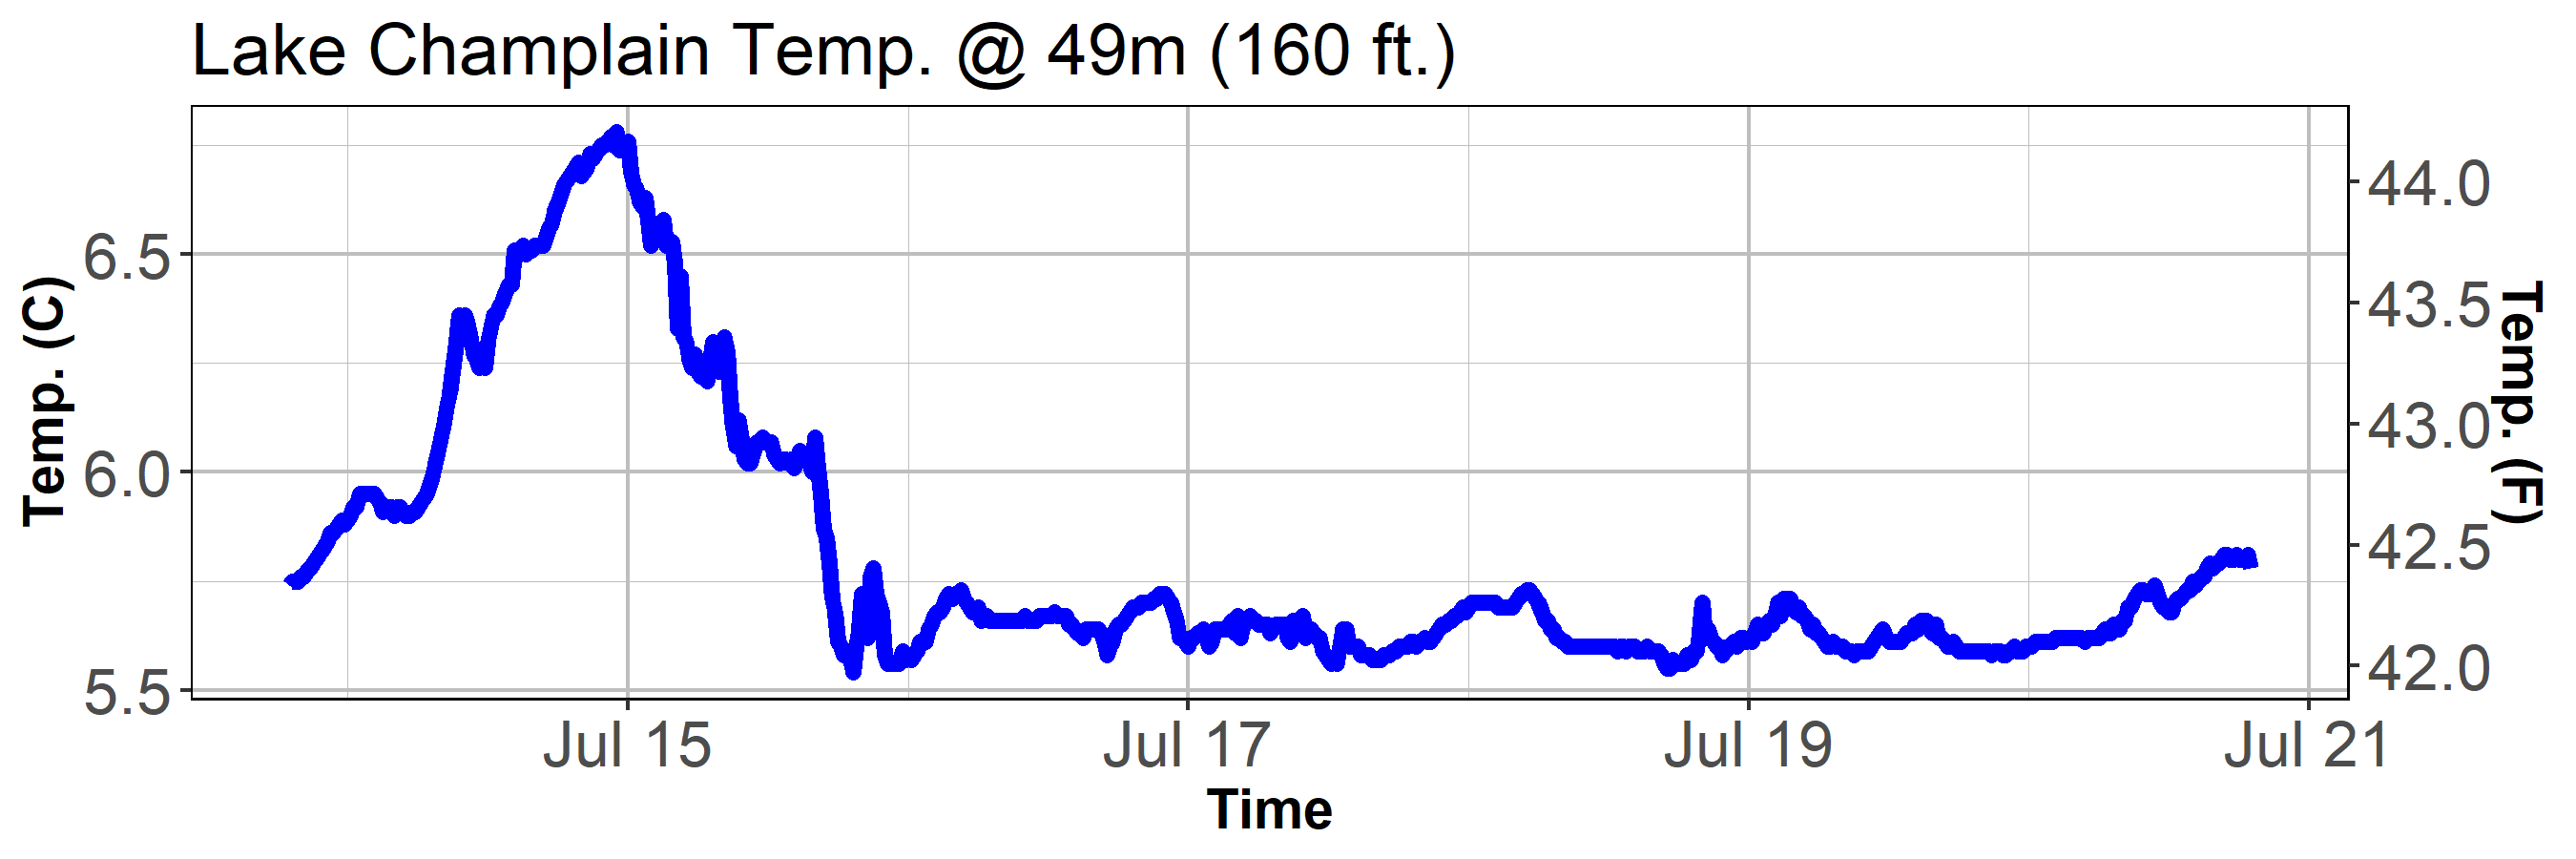 Lake Champlain Temp. @ 49m (160 ft.)
Temp. (C)
6.5
6.0
5.5
44.0
43.5
43.0
42.5
42.0
Temp. (F)
Jul 15 Jul 17 Jul 19 Jul 21
Time